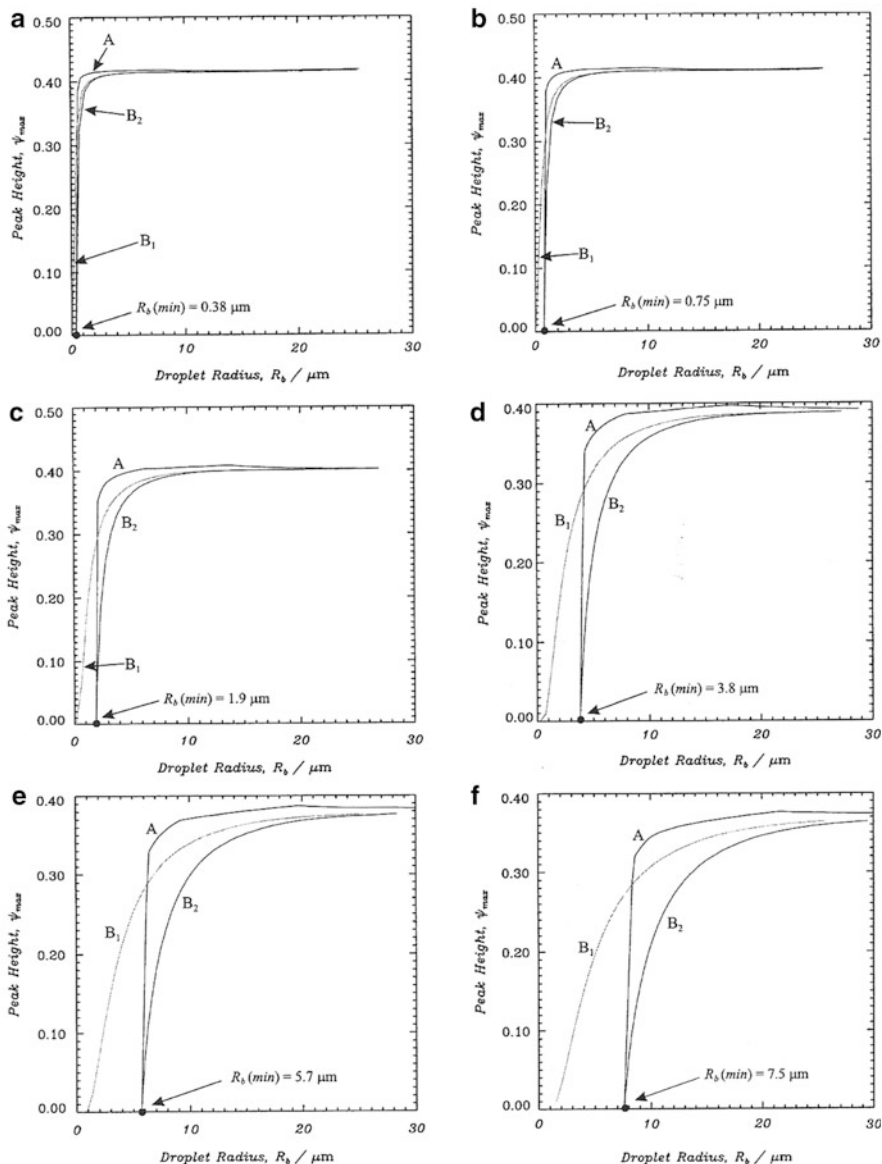 a
0.50
0.40
0.30
0.20
0.10
0.00
Peak Height, ψmax
A
B2
B1
Rb (min) = 0.38 μm
0
10
20
30
Droplet Radius, Rb / μm
b
0.50
0.40
0.30
0.20
0.10
0.00
Peak Height, ψmax
A
B2
B1
Rb (min) = 0.75 μm
0
10
20
30
Droplet Radius, Rb / μm
c
0.50
0.40
0.30
0.20
0.10
0.00
Peak Height, ψmax
A
B2
B1
Rb (min) = 1.9 μm
0
10
20
30
Droplet Radius, Rb / μm
d
0.40
0.30
0.20
0.10
0.00
Peak Height, ψmax
A
B1
B2
Rb (min) = 3.8 μm
0
10
20
30
Droplet Radius, Rb / μm
e
0.40
0.30
0.20
0.10
0.00
Peak Height, ψmax
A
B1
B2
Rb (min) = 5.7 μm
0
10
20
30
Droplet Radius, Rb / μm
f
0.40
0.30
0.20
0.10
0.00
Peak Height, ψmax
A
B1
B2
Rb (min) = 7.5 μm
0
10
20
30
Droplet Radius, Rb / μm